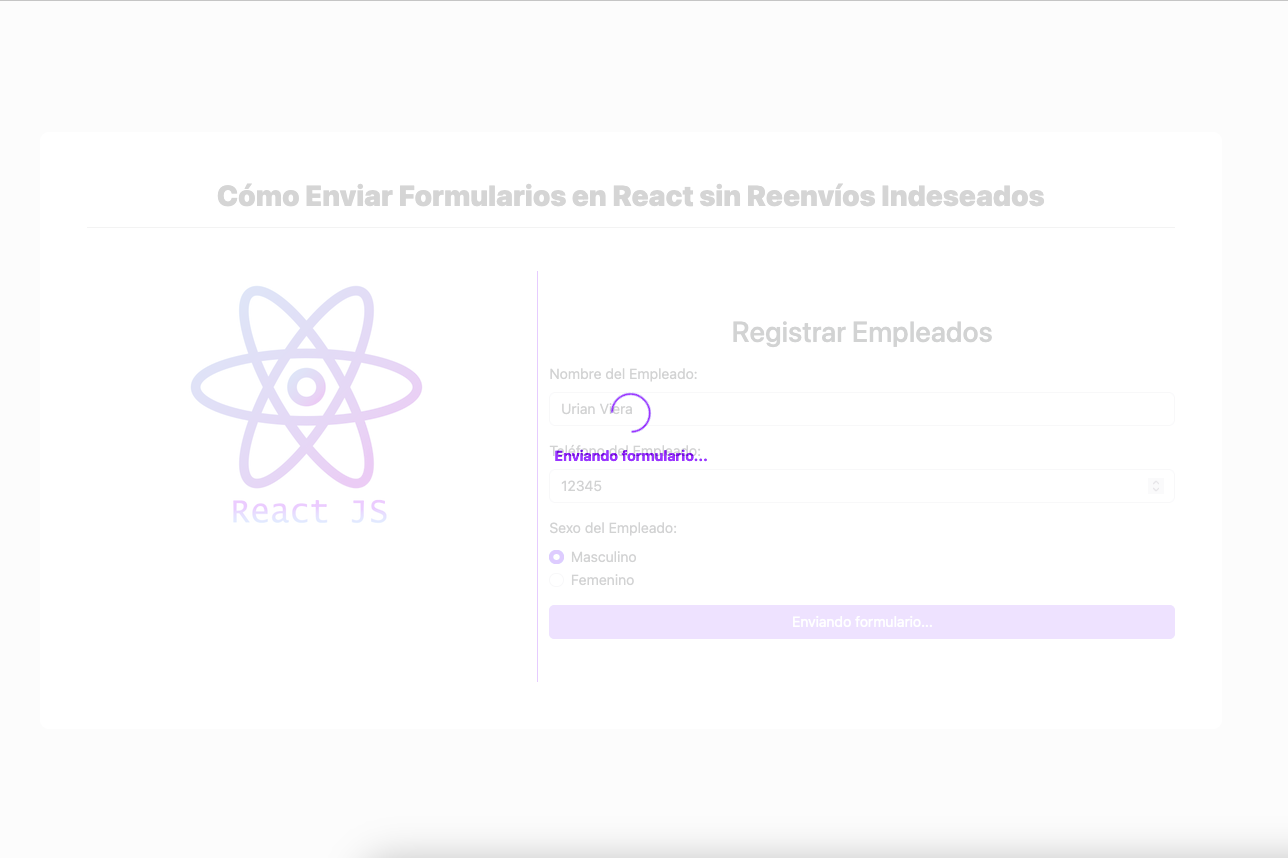 Cómo Enviar Formularios en React sin Reenvíos Indeseados
React JS
Registrar Empleados
Nombre del Empleado:
Urian Viera
Teléfono del Empleado:
Enviando formulario...
12345
Sexo del Empleado:
Masculino
Femenino
Enviando formulario...